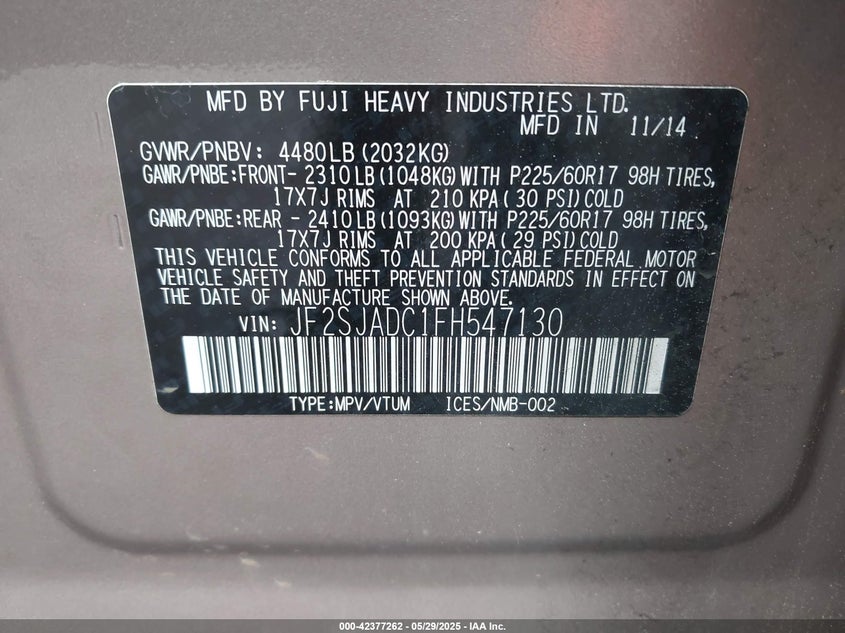 MFD BY FUJI HEAVY INDUSTRIES LTD.
MFD IN 11/14
GVWR/PNBV: 4480LB (2032KG)
GAWR/PNBE:FRONT- 2310LB (1048KG) WITH P225/60R17 98H TIRES,
17X7J RIMS AT 210 KPA ( 30 PSI) COLD
GAWR/PNBE:REAR - 2410LB (1093KG) WITH P225/60R17 98H TIRES,
17X7J RIMS AT 200 KPA ( 29 PSI) COLD
THIS VEHICLE CONFORMS TO ALL APPLICABLE FEDERAL MOTOR
VEHICLE SAFETY AND THEFT PREVENTION STANDARDS IN EFFECT ON
THE DATE OF MANUFACTURE SHOWN ABOVE.
VIN: JF2SJADC1FH547130
TYPE:MPV/VTUM ICES/NMB-002
000-42377262 - 05/29/2025 - IAA Inc.